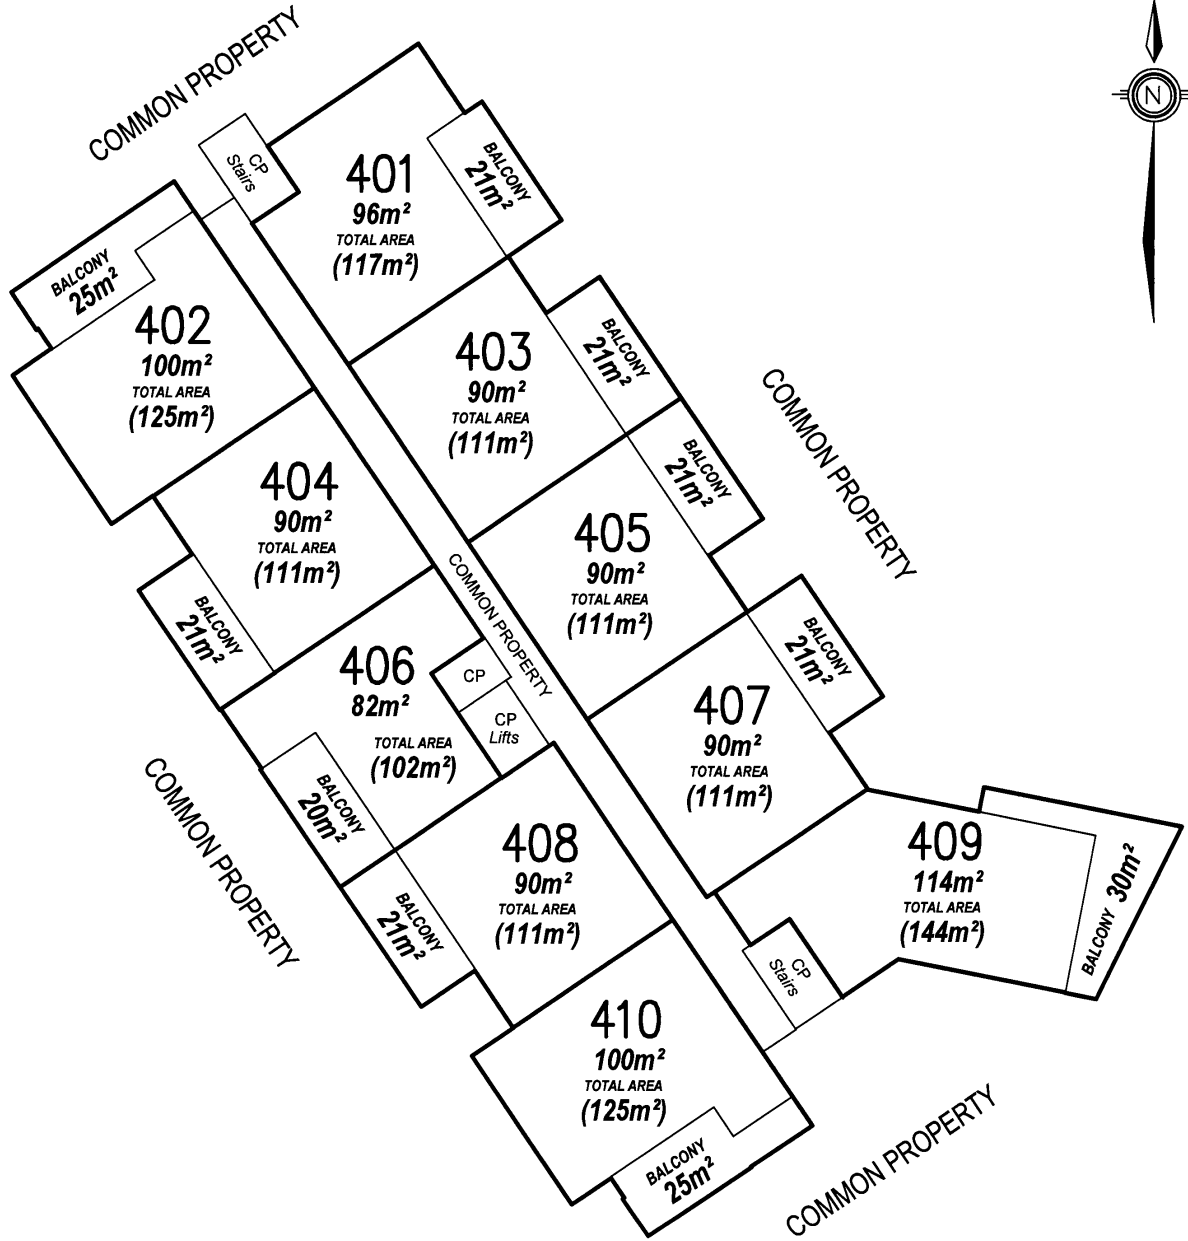 COMMON PROPERTY
N
CP
Stairs
401
96m²
TOTAL AREA
(117m²)
BALCONY
21m²
BALCONY
25m²
402
100m²
TOTAL AREA
(125m²)
403
90m²
TOTAL AREA
(111m²)
BALCONY
21m²
COMMON PROPERTY
404
90m²
TOTAL AREA
(111m²)
BALCONY
21m²
405
90m²
TOTAL AREA
(111m²)
BALCONY
21m²
COMMON PROPERTY
406
82m²
TOTAL AREA
(102m²)
BALCONY
20m²
CP
CP
Lifts
407
90m²
TOTAL AREA
(111m²)
BALCONY
21m²
COMMON PROPERTY
408
90m²
TOTAL AREA
(111m²)
BALCONY
21m²
409
114m²
TOTAL AREA
(144m²)
BALCONY 30m²
CP
Stairs
410
100m²
TOTAL AREA
(125m²)
BALCONY
25m²
COMMON PROPERTY